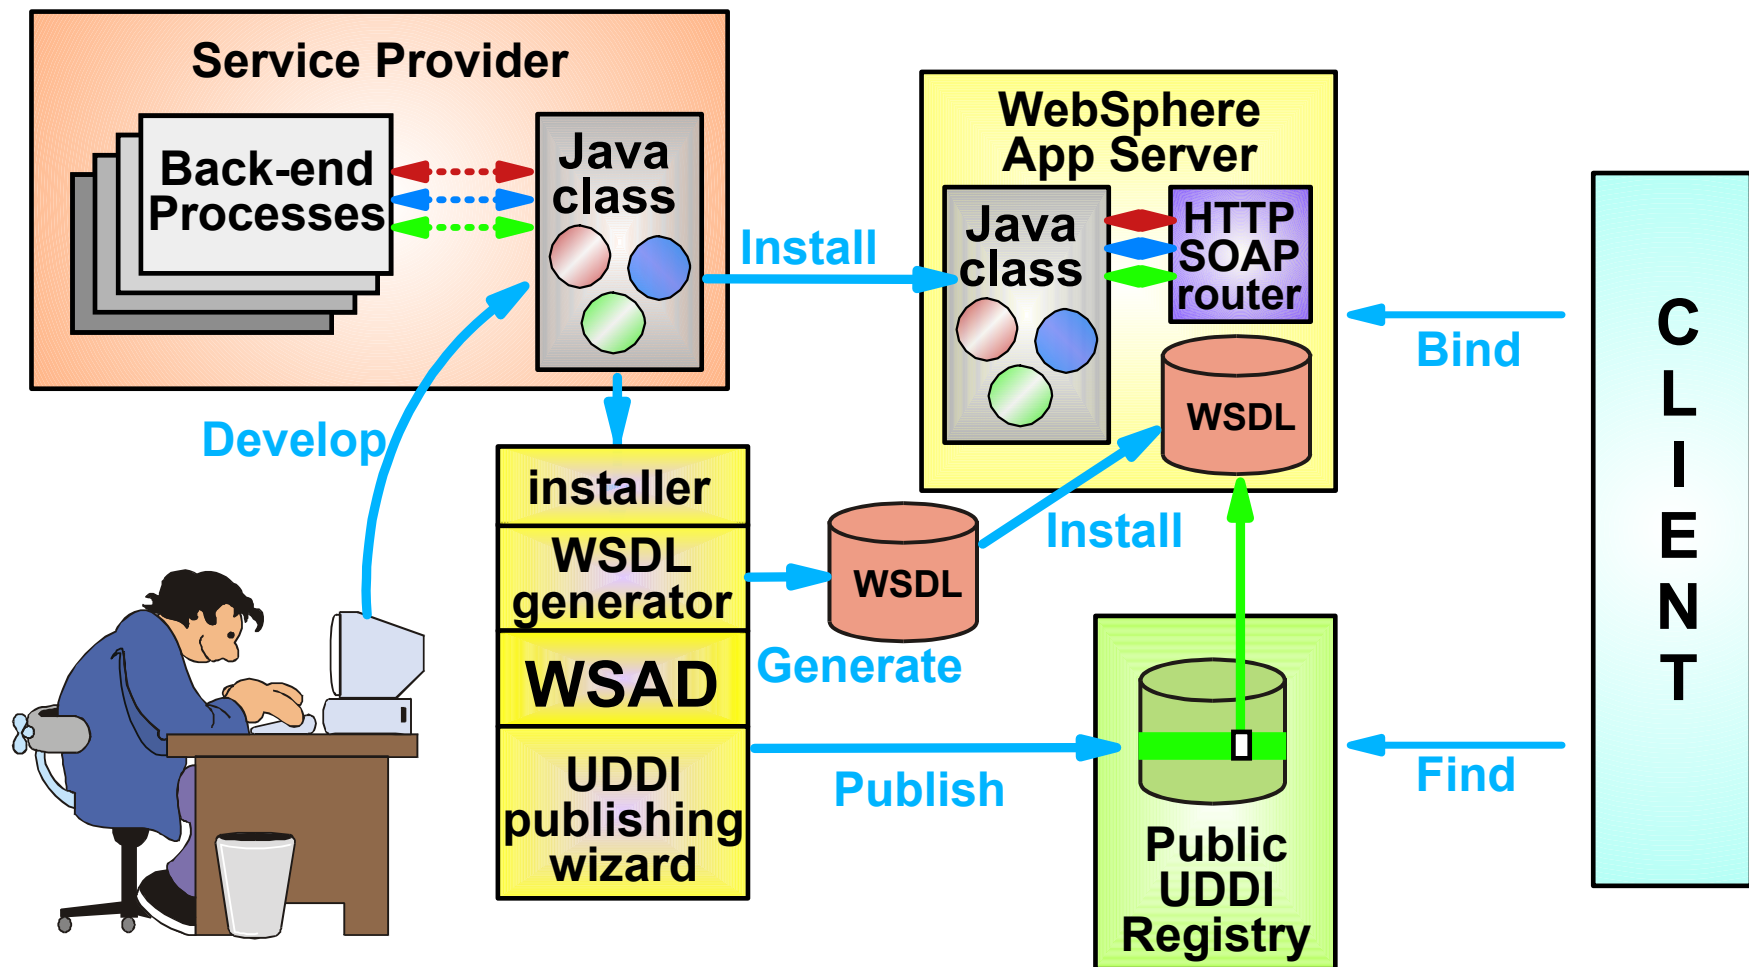 Service Provider
Back-end
Processes
Java
class
Install
WebSphere
App Server
Java
class
HTTP
SOAP
router
WSDL
Bind
C
L
I
E
N
T
Develop
installer
WSDL
generator
WSAD
UDDI
publishing
wizard
WSDL
Install
Generate
Publish
Public
UDDI
Registry
Find